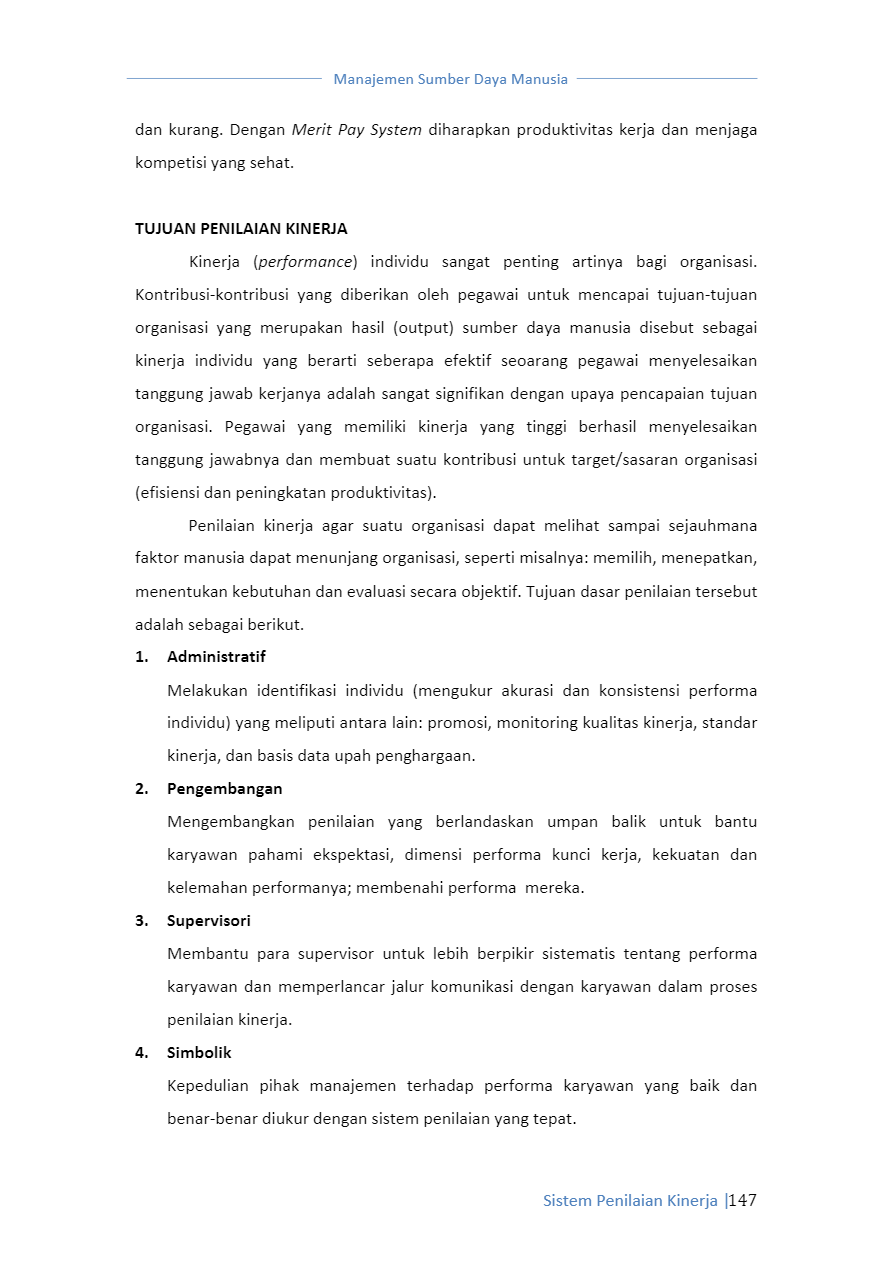 Manajemen Sumber Daya Manusia
dan kurang. Dengan Merit Pay System diharapkan produktivitas kerja dan menjaga
kompetisi yang sehat.
TUJUAN PENILAIAN KINERJA
Kinerja (performance) individu sangat penting artinya bagi organisasi.
Kontribusi-kontribusi yang diberikan oleh pegawai untuk mencapai tujuan-tujuan
organisasi yang merupakan hasil (output) sumber daya manusia disebut sebagai
kinerja individu yang berarti seberapa efektif seoarang pegawai menyelesaikan
tanggung jawab kerjanya adalah sangat signifikan dengan upaya pencapaian tujuan
organisasi. Pegawai yang memiliki kinerja yang tinggi berhasil menyelesaikan
tanggung jawabnya dan membuat suatu kontribusi untuk target/sasaran organisasi
(efisiensi dan peningkatan produktivitas).
Penilaian kinerja agar suatu organisasi dapat melihat sampai sejauhmana
faktor manusia dapat menunjang organisasi, seperti misalnya: memilih, menepatkan,
menentukan kebutuhan dan evaluasi secara objektif. Tujuan dasar penilaian tersebut
adalah sebagai berikut.
1. Administratif
Melakukan identifikasi individu (mengukur akurasi dan konsistensi performa
individu) yang meliputi antara lain: promosi, monitoring kualitas kinerja, standar
kinerja, dan basis data upah penghargaan.
2. Pengembangan
Mengembangkan penilaian yang berlandaskan umpan balik untuk bantu
karyawan pahami ekspektasi, dimensi performa kunci kerja, kekuatan dan
kelemahan performanya; membenahi performa mereka.
3. Supervisori
Membantu para supervisor untuk lebih berpikir sistematis tentang performa
karyawan dan memperlancar jalur komunikasi dengan karyawan dalam proses
penilaian kinerja.
4. Simbolik
Kepedulian pihak manajemen terhadap performa karyawan yang baik dan
benar-benar diukur dengan sistem penilaian yang tepat.
Sistem Penilaian Kinerja |147